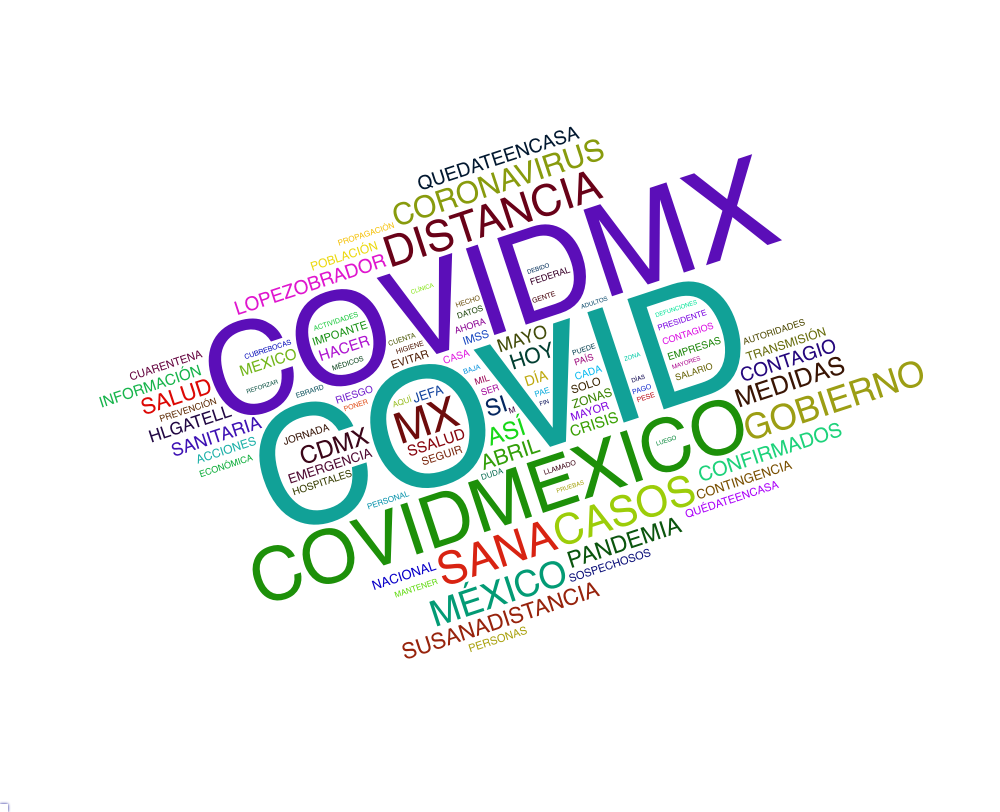 QUEDATEENCASA
CORONAVIRUS
DISTANCIA
PROPAGACIÓN
POBLACIÓN
LOPEZOBRADOR
COVIDMX
CLÍNICA
DEBIDO
FEDERAL
GENTE
HECHO
DATOS
AHORA
IMSS
CASA
ADULTOS
ACTIVIDADES
IMPOANTE
HACER
MÉDICOS
CUENTA
HIGIENE
EVITAR
CUBREBOCAS
MEXICO
REFORZAR
EBRARD
RIESGO
PONER
CUARENTENA
INFORMACIÓN
SALUD
PREVENCIÓN
HLGATELL
SANITARIA
ACCIONES
ECONÓMICA
COVID
MAYO
HOY
DÍA
PAE
FIN
BAJA
MIL
SER
SI
M
ASÍ
ABRIL
DUDA
AQUÍ
JEFA
MX
SSALUD
SEGUIR
JORNADA
CDMX
EMERGENCIA
HOSPITALES
PERSONAL
PUEDE
PAÍS
CADA
SOLO
ZONAS
MAYOR
CRISIS
ZONA
DÍAS
PAGO
PESE
DEFUNCIONES
PRESIDENTE
CONTAGIOS
EMPRESAS
MAYORES
SALARIO
AUTORIDADES
TRANSMISIÓN
CONTAGIO
MEDIDAS
GOBIERNO
COVIDMEXICO
LLAMADO
PRUEBAS
LUEGO
CONFIRMADOS
CONTINGENCIA
QUÉDATEENCASA
CASOS
SANA
PANDEMIA
SOSPECHOSOS
NACIONAL
MANTENER
MÉXICO
SUSANADISTANCIA
PERSONAS